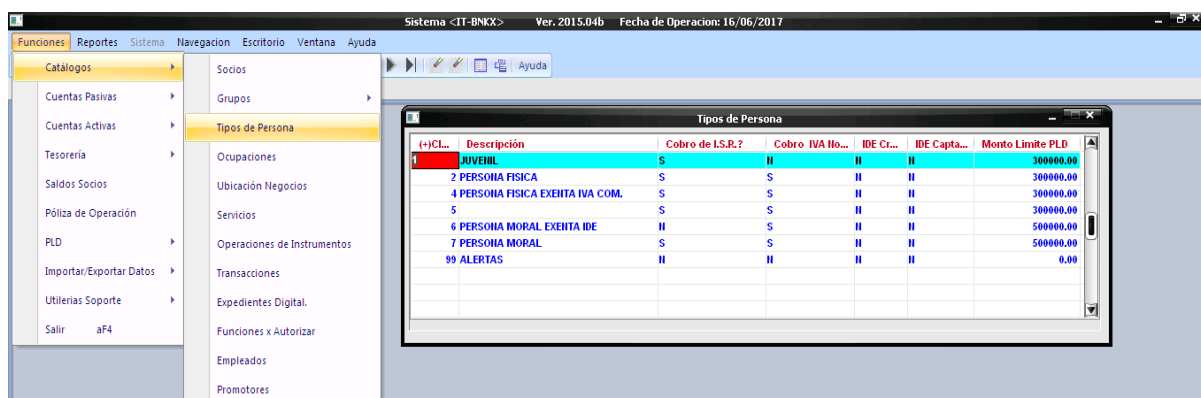 Sistema <IT-BNKX> Ver. 2015.04b Fecha de Operacion: 16/06/2017
Funciones Reportes Sistema Navegacion Escritorio Ventana Ayuda
Ayuda
Catálogos
Cuentas Pasivas
Cuentas Activas
Tesorería
Saldos Socios
Póliza de Operación
PLD
Importar/Exportar Datos
Utilerias Soporte
Salir aF4
Socios
Grupos
Tipos de Persona
Ocupaciones
Ubicación Negocios
Servicios
Operaciones de Instrumentos
Transacciones
Expedientes Digital.
Funciones x Autorizar
Empleados
Promotores
Tipos de Persona
(+)Cl... Descripción Cobro de I.S.R.? Cobro IVA No... IDE Cr... IDE Capta... Monto Limite PLD
1 JUVENIL S N N N 300000.00
2 PERSONA FISICA S S N N 300000.00
4 PERSONA FISICA EXENTA IVA COM. S S N N 300000.00
5 S S N N 300000.00
6 PERSONA MORAL EXENTA IDE N S N N 500000.00
7 PERSONA MORAL S S N N 500000.00
99 ALERTAS N N N N 0.00